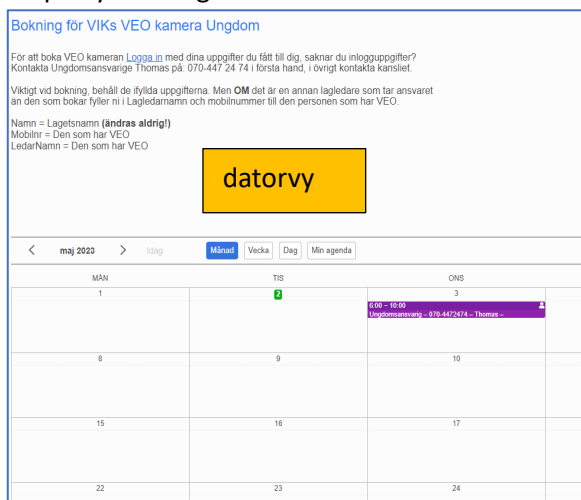 Bokning för VIKs VEO kamera Ungdom
För att boka VEO kameran Logga in med dina uppgifter du fått till dig, saknar du inlogguppgifter?
Kontakta Ungdomsansvarige Thomas på: 070-447 24 74 i första hand, i övrigt kontakta kansliet.
Viktigt vid bokning, behåll de ifyllda uppgifterna. Men OM det är en annan lagledare som tar ansvaret
än den som bokar fyller ni i Lagledarnamn och mobilnummer till den personen som har VEO.
Namn = Lagetsnamn (ändras aldrig!)
Mobilnr = Den som har VEO
LedarNamn = Den som har VEO
datorvy
maj 2023 Idag Månad Vecka Dag Min agenda
MÅN TIS ONS
1 2 3
6:00 – 10:00
Ungdomsansvarig – 070-4472474 – Thomas –
8 9 10
15 16 17
22 23 24